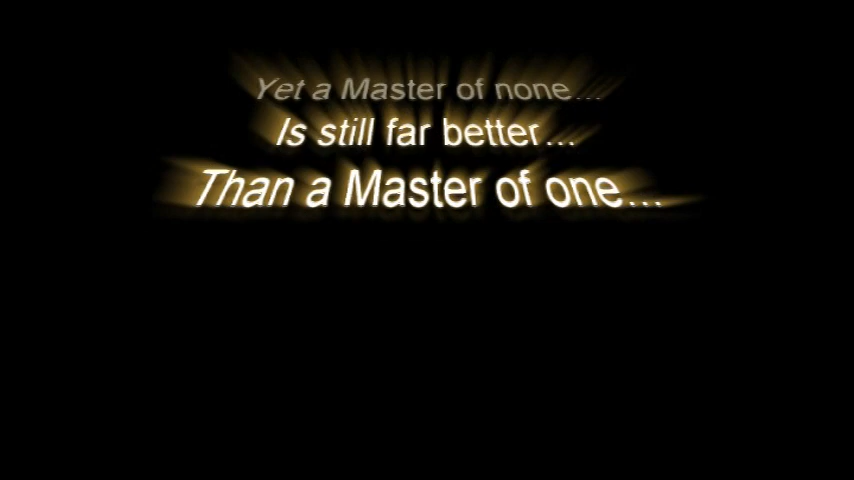 Yet a Master of none...
Is still far better...
Than a Master of one...